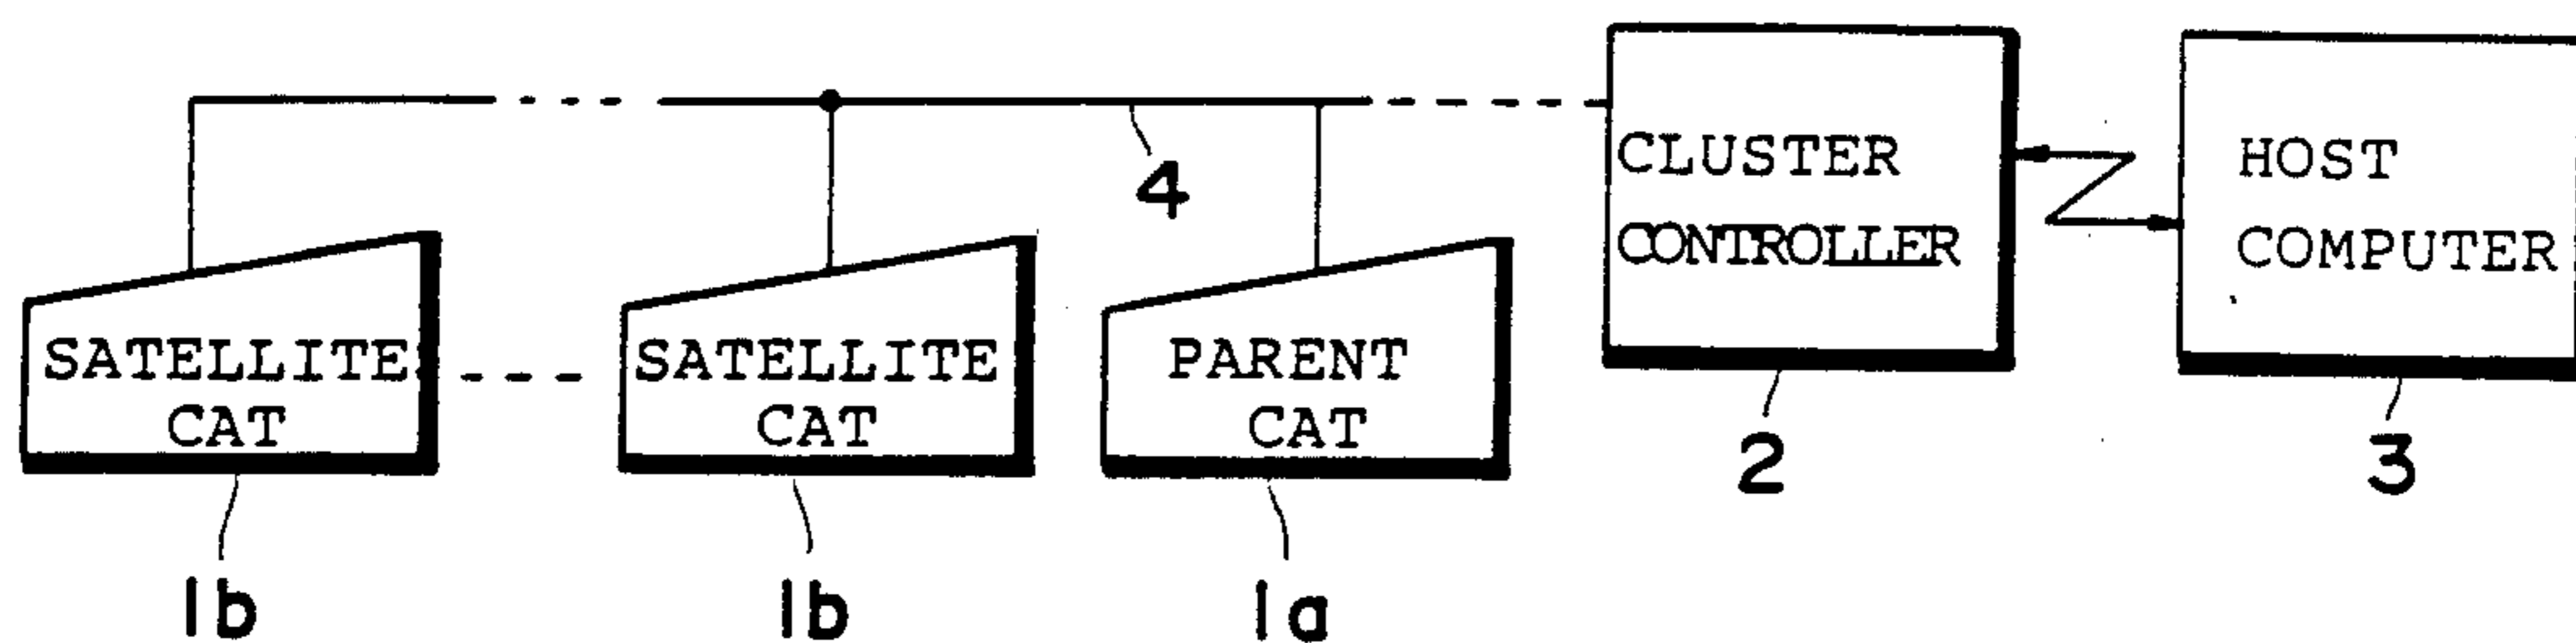 CLUSTER
CONTROLLER
HOST
COMPUTER
4
SATELLITE
CAT
SATELLITE
CAT
PARENT
CAT
2
3
1b
1b
1a